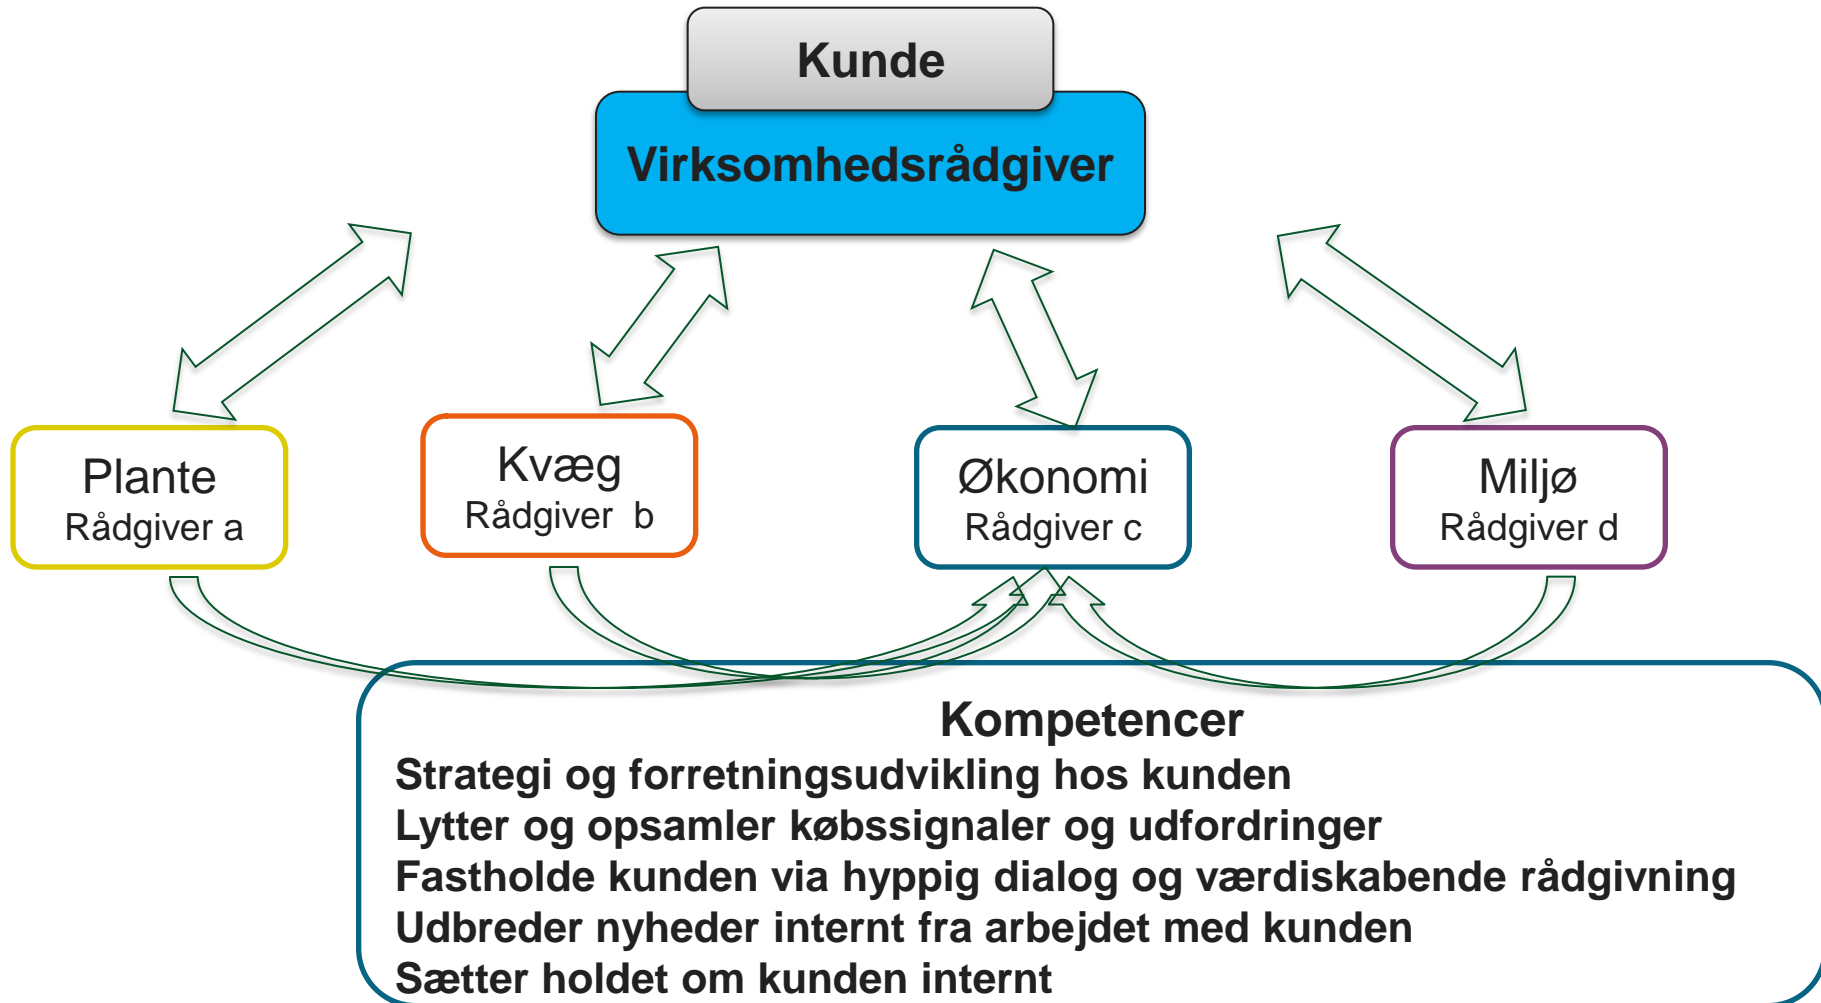 Kunde
Virksomhedsrådgiver
Plante
Rådgiver a
Kvæg
Rådgiver b
Økonomi
Rådgiver c
Miljø
Rådgiver d
Kompetencer
Strategi og forretningsudvikling hos kunden
Lytter og opsamler købssignaler og udfordringer
Fastholde kunden via hyppig dialog og værdiskabende rådgivning
Udbreder nyheder internt fra arbejdet med kunden
Sætter holdet om kunden internt